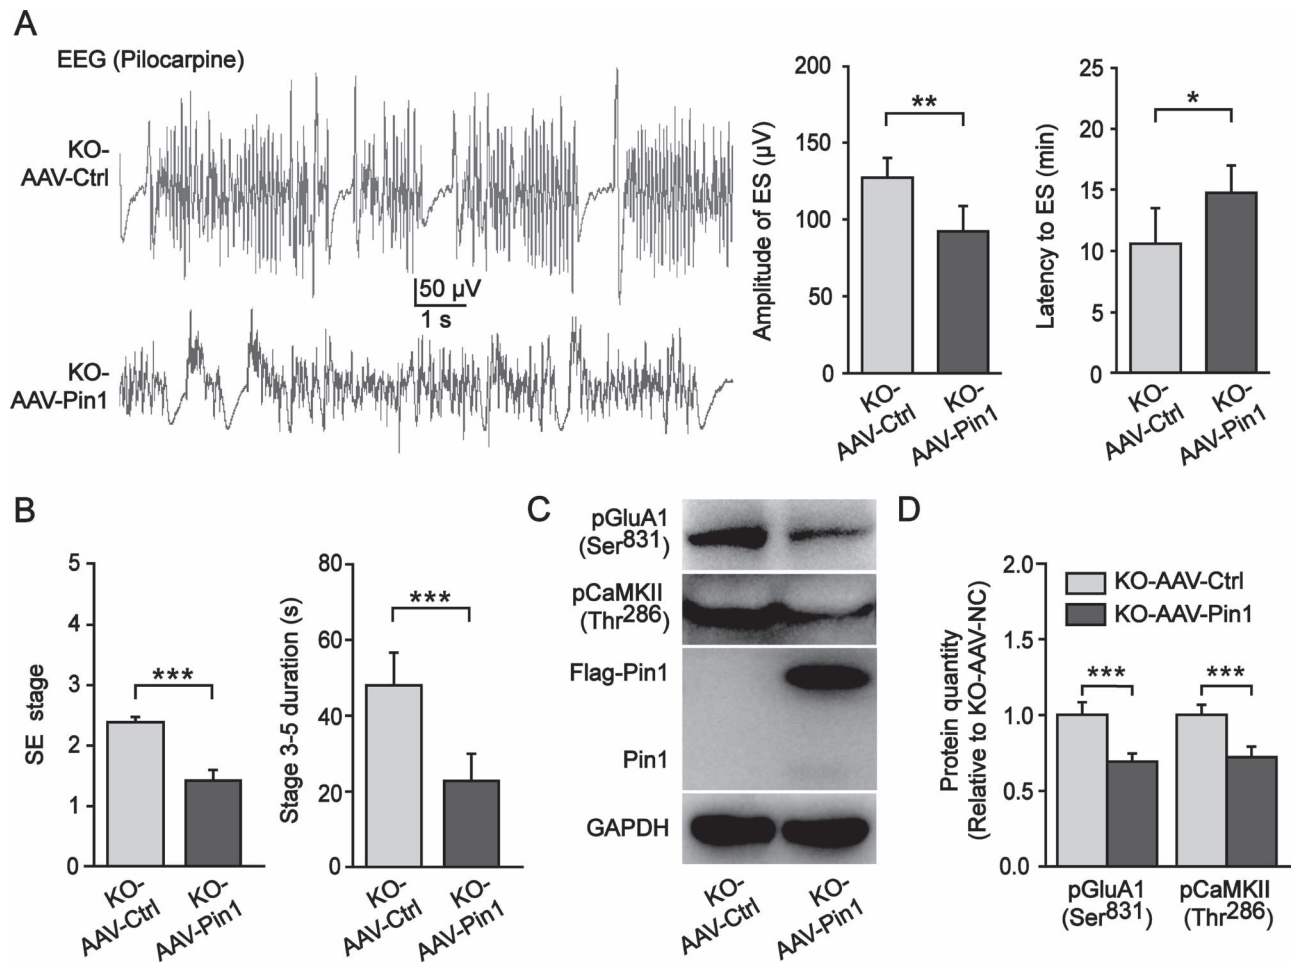 A
EEG (Pilocarpine)
KO-
AAV-Ctrl
50 µV
1 s
KO-
AAV-Pin1
Amplitude of ES (µV)
200
150
100
50
0
**
KO-
AAV-Ctrl
KO-
AAV-Pin1
Latency to ES (min)
25
20
15
10
5
0
*
KO-
AAV-Ctrl
KO-
AAV-Pin1
B
SE stage
5
4
3
2
1
0
***
KO-
AAV-Ctrl
KO-
AAV-Pin1
Stage 3-5 duration (s)
80
60
40
20
0
***
KO-
AAV-Ctrl
KO-
AAV-Pin1
C
pGluA1
(Ser831)
pCaMKII
(Thr286)
Flag-Pin1
Pin1
GAPDH
KO-
AAV-Ctrl
KO-
AAV-Pin1
D
Protein quantity
(Relative to KO-AAV-NC)
2.0
1.5
1.0
0.5
0.0
KO-AAV-Ctrl
KO-AAV-Pin1
***
***
pGluA1
(Ser831)
pCaMKII
(Thr286)